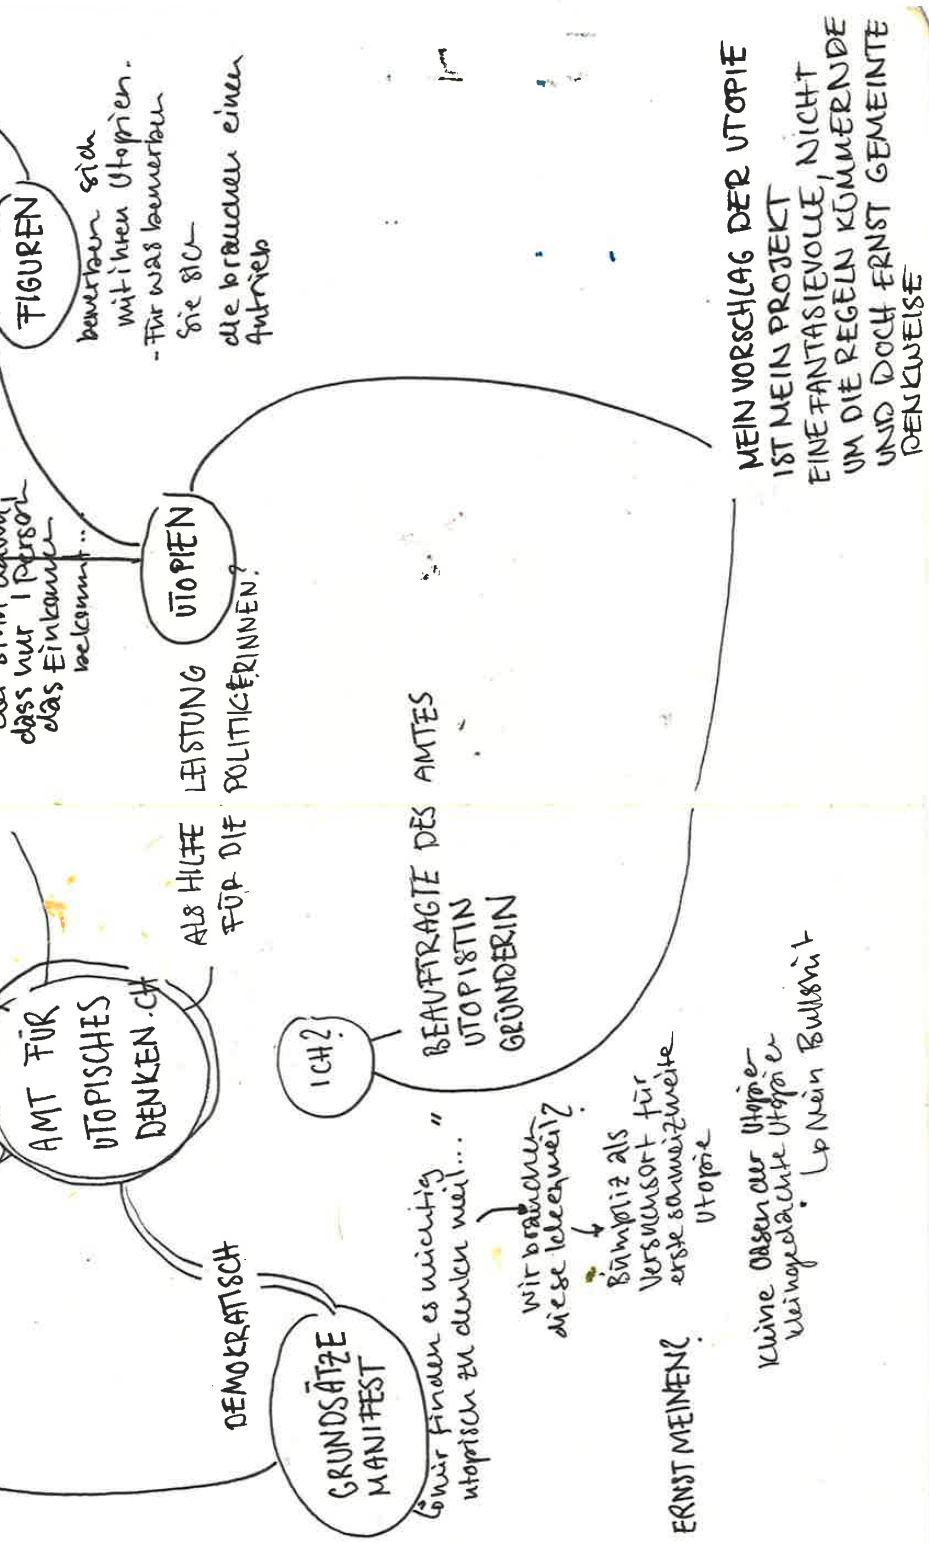 AMT FÜR
UTOPISCHES
DENKEN.CH
DEMOKRATISCH
GRUNDSÄTZE
MANIFEST
wir finden es wichtig
utopisch zu denken weil... "
Wir brauchen
diese Ideen weil?
Bümpliz als
Versuchsort für
erste schweizweite
Utopie
ERNST MEINEN?
Kleine Oasen der Utopie
kleingedachte Utopie
↳ Mein Bullshit
ALS HILFE LEISTUNG
FÜR DIE POLITIKERINNEN?
ICH?
BEAUFTRAGTE DES AMTES
UTOPISTIN
GRÜNDERIN
dass nur 1 Person
das Einkommen
bekommt...
UTOPIEN
FIGUREN
bewerben sich
mit ihren Utopien.
- Für was bewerben
sie sich
die brauchen einen
Antrieb
MEIN VORSCHLAG DER UTOPIE
IST MEIN PROJEKT
EINE FANTASIEVOLLE, NICHT
UM DIE REGELN KÜMMERNDE
UND DOCH ERNST GEMEINTE
DENKWEISE